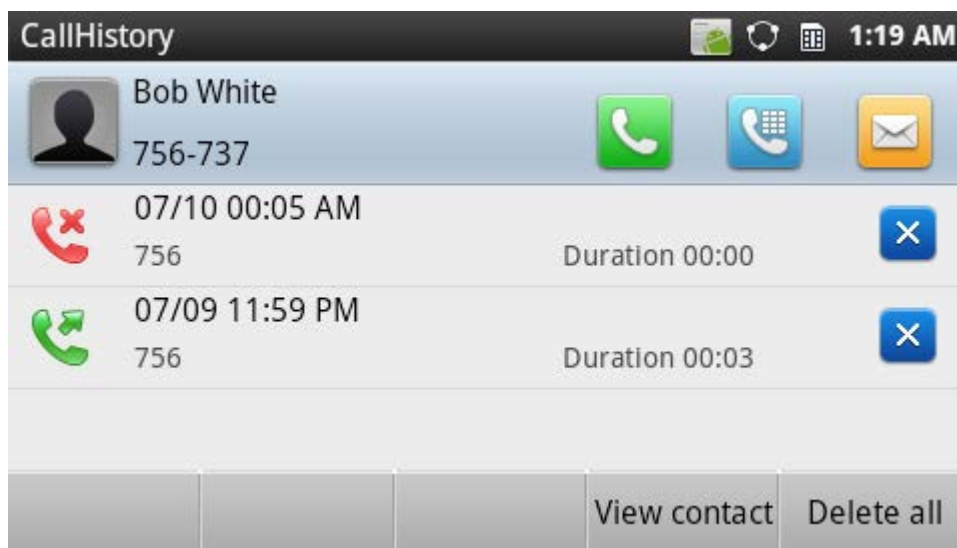 CallHistory 1:19 AM
Bob White
756-737
07/10 00:05 AM
756 Duration 00:00
07/09 11:59 PM
756 Duration 00:03
View contact Delete all